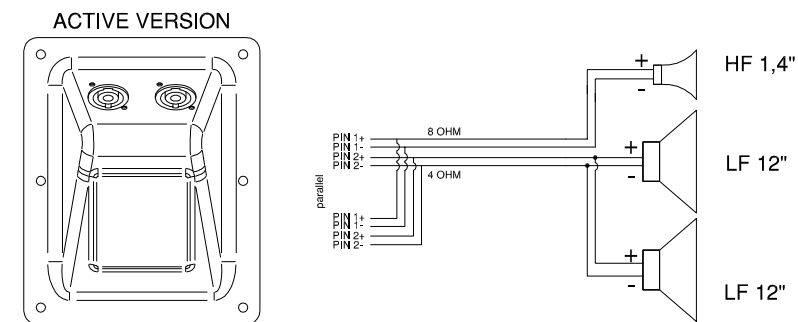 ACTIVE VERSION
+
-
HF 1,4"
PIN 1+
PIN 1-
PIN 2+
PIN 2-
8 OHM
4 OHM
+
-
LF 12"
parallel
PIN 1+
PIN 1-
PIN 2+
PIN 2-
+
-
LF 12"